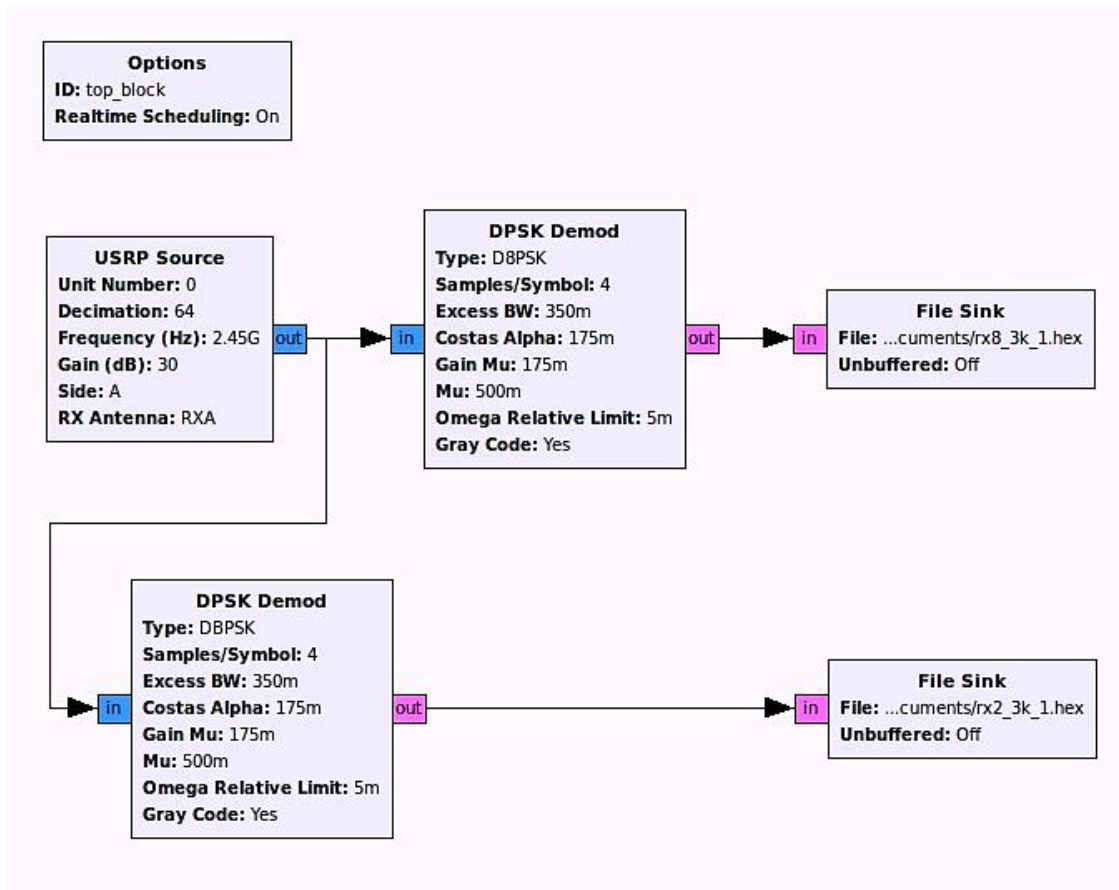 Options
ID: top_block
Realtime Scheduling: On
USRP Source
Unit Number: 0
Decimation: 64
Frequency (Hz): 2.45G
Gain (dB): 30
Side: A
RX Antenna: RXA
out
in
DPSK Demod
Type: D8PSK
Samples/Symbol: 4
Excess BW: 350m
Costas Alpha: 175m
Gain Mu: 175m
Mu: 500m
Omega Relative Limit: 5m
Gray Code: Yes
out
in
File Sink
File: ...cuments/rx8_3k_1.hex
Unbuffered: Off
in
DPSK Demod
Type: DBPSK
Samples/Symbol: 4
Excess BW: 350m
Costas Alpha: 175m
Gain Mu: 175m
Mu: 500m
Omega Relative Limit: 5m
Gray Code: Yes
out
in
File Sink
File: ...cuments/rx2_3k_1.hex
Unbuffered: Off